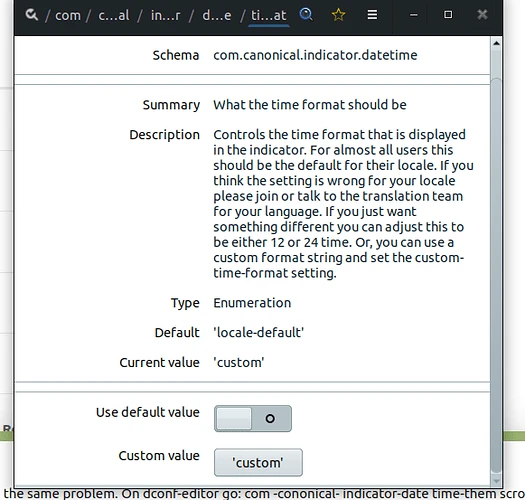 / com / c...al / in...r / d...e / ti...at
Schema com.canonical.indicator.datetime
Summary What the time format should be
Description Controls the time format that is displayed
in the indicator. For almost all users this
should be the default for their locale. If you
think the setting is wrong for your locale
please join or talk to the translation team
for your language. If you just want
something different you can adjust this to
be either 12 or 24 time. Or, you can use a
custom format string and set the custom-
time-format setting.
Type Enumeration
Default 'locale-default'
Current value 'custom'
Use default value
Custom value 'custom'
the same problem. On dconf-editor go: com -cononical- indicator-date time-them scro